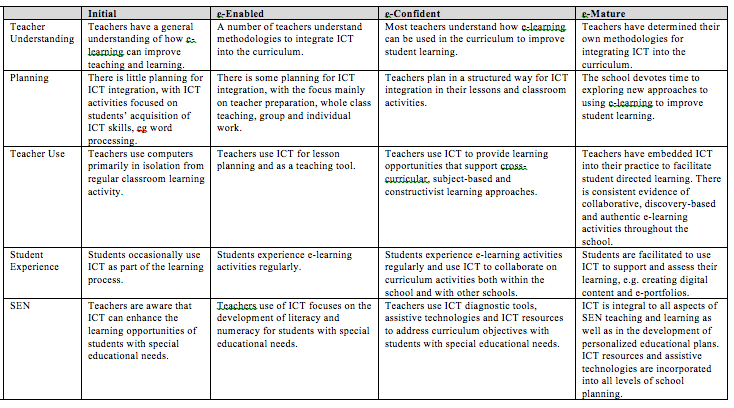 Initial
e-Enabled
e-Confident
e-Mature
Teacher
Understanding
Teachers have a general
understanding of how e-
learning can improve
teaching and learning.
A number of teachers understand
methodologies to integrate ICT
into the curriculum.
Most teachers understand how e-learning
can be used in the curriculum to improve
student learning.
Teachers have determined their
own methodologies for
integrating ICT into the
curriculum.
Planning
There is little planning for
ICT integration, with ICT
activities focused on
students' acquisition of
ICT skills, eg word
processing.
There is some planning for ICT
integration, with the focus mainly
on teacher preparation, whole class
teaching, group and individual
work.
Teachers plan in a structured way for ICT
integration in their lessons and classroom
activities.
The school devotes time to
exploring new approaches to
using e-learning to improve
student learning.
Teacher Use
Teachers use computers
primarily in isolation from
regular classroom learning
activity.
Teachers use ICT for lesson
planning and as a teaching tool.
Teachers use ICT to provide learning
opportunities that support cross-
curricular, subject-based and
constructivist learning approaches.
Teachers have embedded ICT
into their practice to facilitate
student directed learning. There
is consistent evidence of
collaborative, discovery-based
and authentic e-learning
activities throughout the
school.
Student
Experience
Students occasionally use
ICT as part of the learning
process.
Students experience e-learning
activities regularly.
Students experience e-learning activities
regularly and use ICT to collaborate on
curriculum activities both within the
school and with other schools.
Students are facilitated to use
ICT to support and assess their
learning, e.g. creating digital
content and e-portfolios.
SEN
Teachers are aware that
ICT can enhance the
learning opportunities of
students with special
educational needs.
Teachers use of ICT focuses on the
development of literacy and
numeracy for students with special
educational needs.
Teachers use ICT diagnostic tools,
assistive technologies and ICT resources
to address curriculum objectives with
students with special educational needs.
ICT is integral to all aspects of
SEN teaching and learning as
well as in the development of
personalized educational plans.
ICT resources and assistive
technologies are incorporated
into all levels of school
planning.